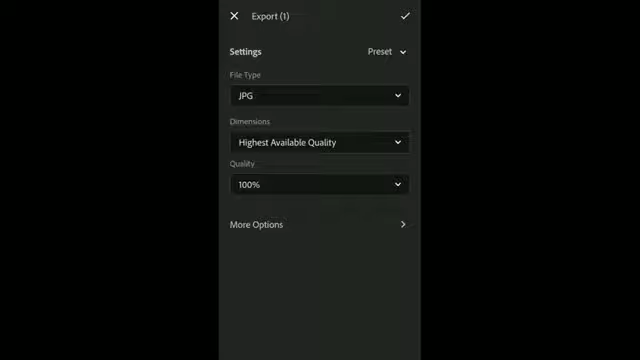 Export (1)
Settings
Preset
File Type
JPG
Dimensions
Highest Available Quality
Quality
100%
More Options